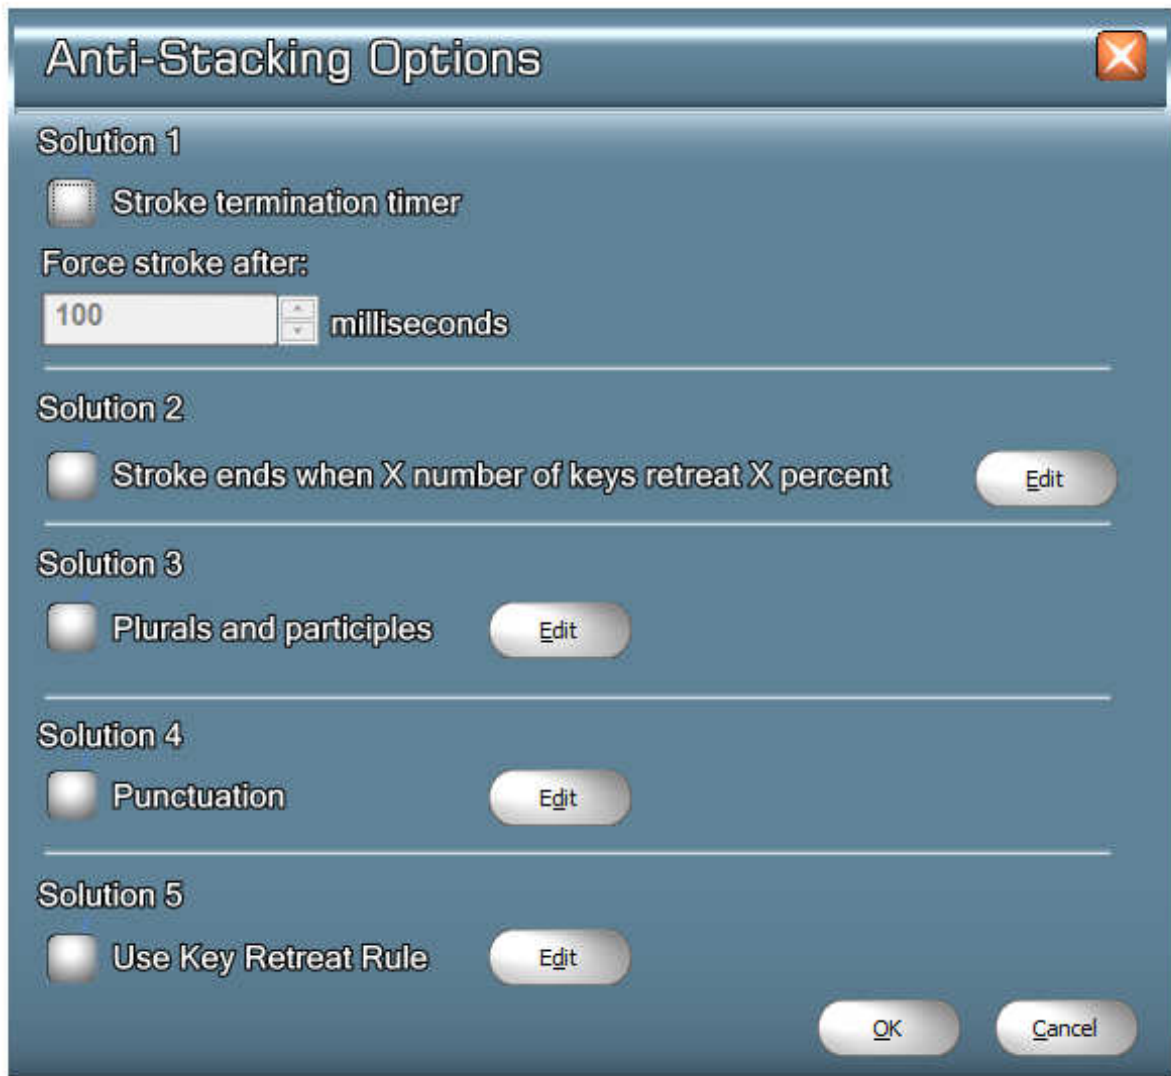 Anti-Stacking Options
Solution 1
Stroke termination timer
Force stroke after:
100 milliseconds
Solution 2
Stroke ends when X number of keys retreat X percent Edit
Solution 3
Plurals and participles Edit
Solution 4
Punctuation Edit
Solution 5
Use Key Retreat Rule Edit
OK Cancel